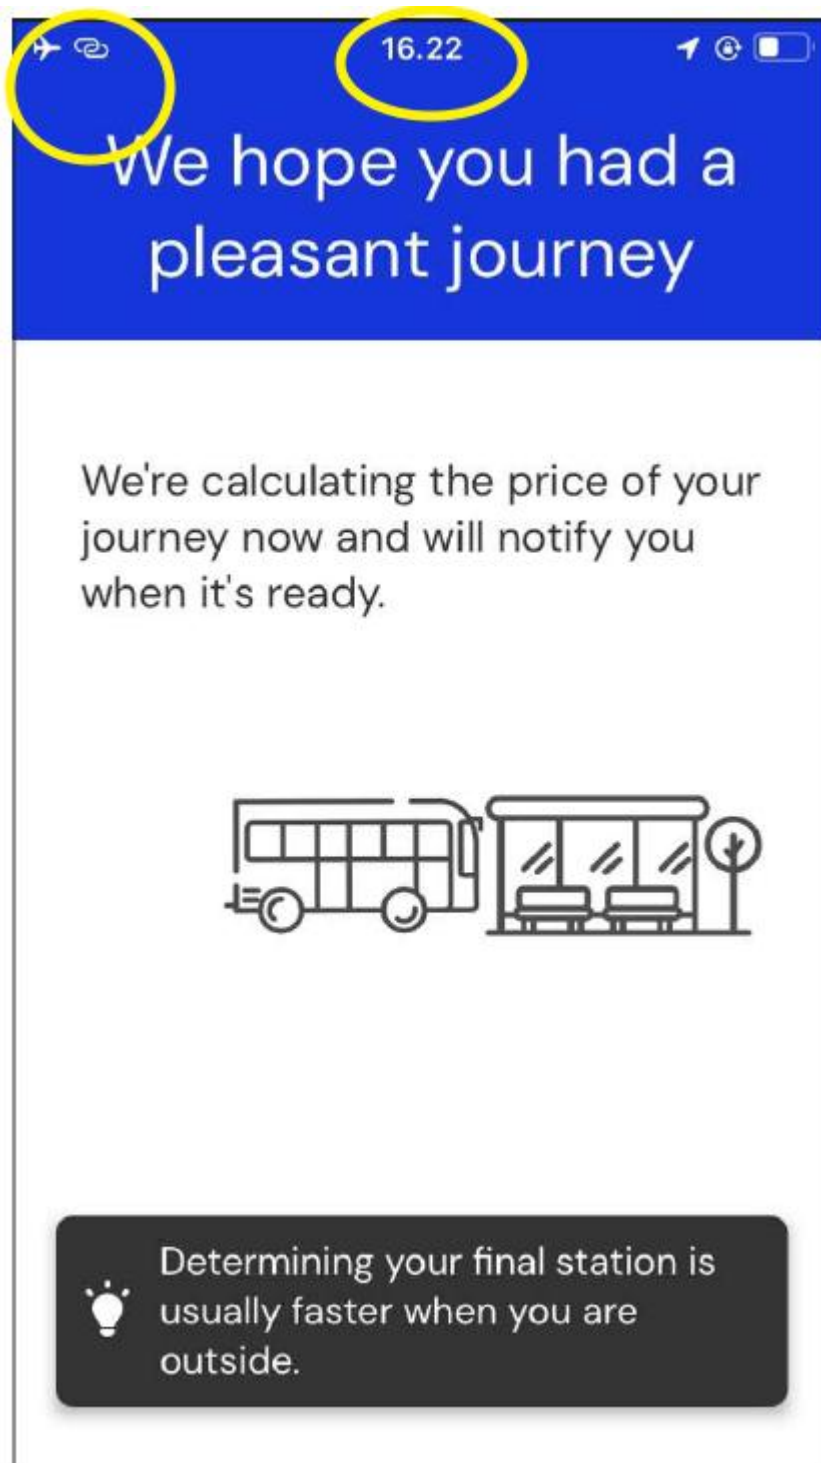 16.22
We hope you had a
pleasant journey
We're calculating the price of your
journey now and will notify you
when it's ready.
Determining your final station is
usually faster when you are
outside.